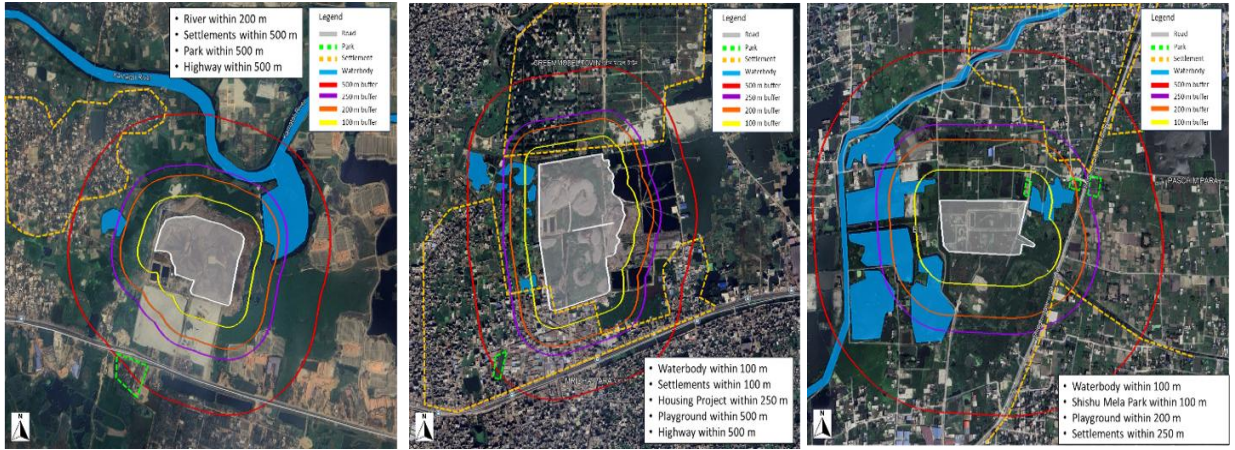 • River within 200 m
• Settlements within 500 m
• Park within 500 m
• Highway within 500 m
Legend
Road
Park
Settlement
Waterbody
500 m buffer
250 m buffer
200 m buffer
100 m buffer
N
Legend
Road
Park
Settlement
Waterbody
500 m buffer
250 m buffer
200 m buffer
100 m buffer
GREEN MODEL TOWN
• Waterbody within 100 m
• Settlements within 100 m
• Housing Project within 250 m
• Playground within 500 m
• Highway within 500 m
N
Legend
Road
Park
Settlement
Waterbody
500 m buffer
250 m buffer
200 m buffer
100 m buffer
PASCHIMPARA
• Waterbody within 100 m
• Shishu Mela Park within 100 m
• Playground within 200 m
• Settlements within 250 m
N